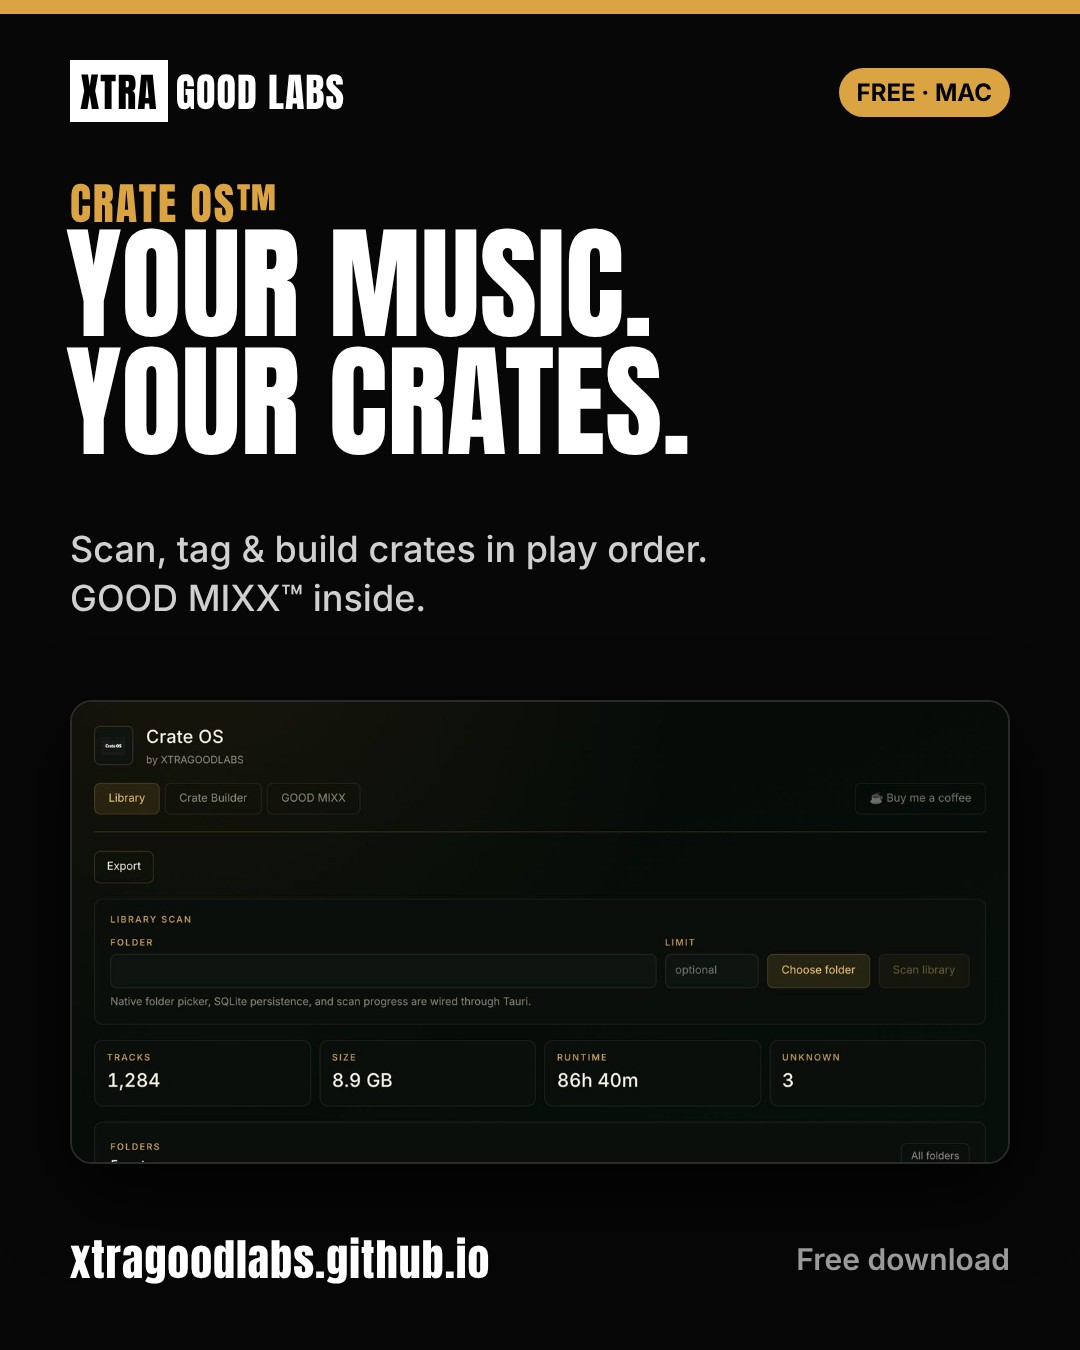 XTRA GOOD LABS
FREE · MAC
CRATE OS™
YOUR MUSIC.
YOUR CRATES.
Scan, tag & build crates in play order.
GOOD MIXX™ inside.
Crate OS
Crate OS
by XTRAGOODLABS
Library
Crate Builder
GOOD MIXX
☕ Buy me a coffee
Export
LIBRARY SCAN
FOLDER
LIMIT
optional
Choose folder
Scan library
Native folder picker, SQLite persistence, and scan progress are wired through Tauri.
TRACKS
SIZE
RUNTIME
UNKNOWN
1,284
8.9 GB
86h 40m
3
FOLDERS
All folders
xtragoodlabs.github.io
Free download